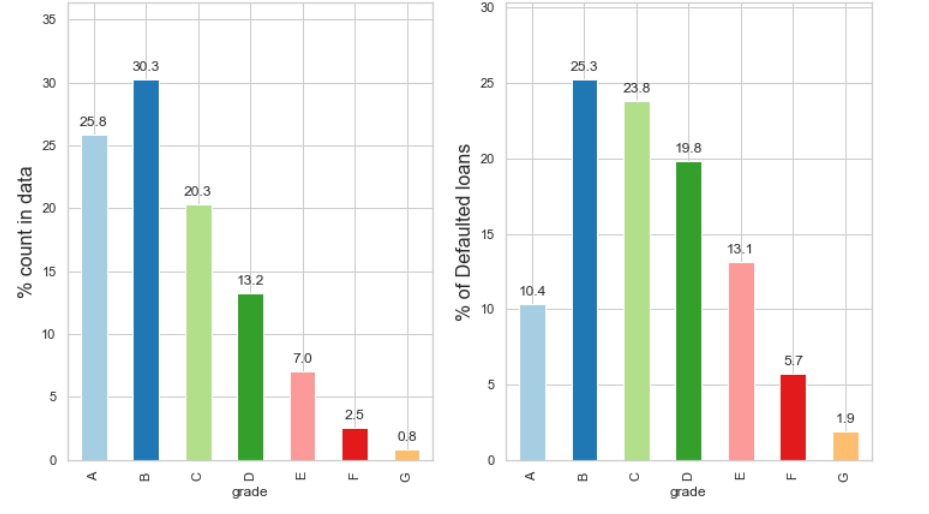 % count in data
35
30
25
20
15
10
5
0
25.8
30.3
20.3
13.2
7.0
2.5
0.8
A
B
C
D
E
F
G
grade
% of Defaulted loans
30
25
20
15
10
5
0
10.4
25.3
23.8
19.8
13.1
5.7
1.9
A
B
C
D
E
F
G
grade